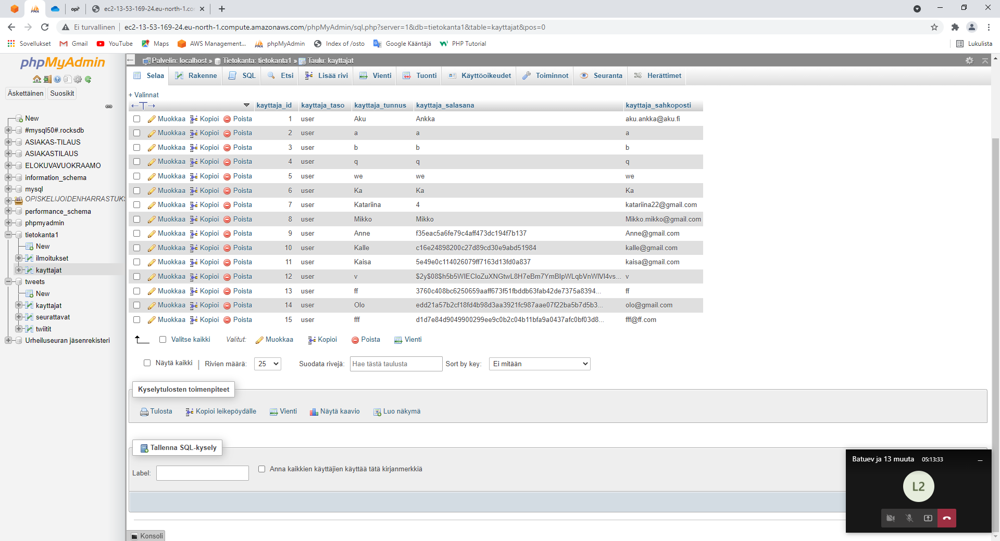 opi
ec2-13-53-169-24.eu-north-1.co
Ei turvallinen ec2-13-53-169-24.eu-north-1.compute.amazonaws.com/phpMyAdmin/sql.php?server=1&db=tietokanta1&table=kayttajat&pos=0
Sovellukset Gmail YouTube Maps AWS Management... phpMyAdmin Index of /osto Google Kääntäjä PHP Tutorial Lukulista
phpMyAdmin
Äskettäinen Suosikit
New
#mysql50#.rocksdb
ASIAKAS-TILAUS
ASIAKASTILAUS
ELOKUVAVUOKRAAMO
information_schema
mysql
OPISKELIJOIDENHARRASTUKS
performance_schema
phpmyadmin
tietokanta1
New
ilmoitukset
kayttajat
tweets
New
kayttajat
seurattavat
twiitit
Urheiluseuran jäsenrekisteri
Palvelin: localhost » Tietokanta: tietokanta1 » Taulu: kayttajat
Selaa Rakenne SQL Etsi Lisää rivi Vienti Tuonti Käyttöoikeudet Toiminnot Seuranta Herättimet
+ Valinnat
kayttaja_id kayttaja_taso kayttaja_tunnus kayttaja_salasana kayttaja_sahkoposti
Muokkaa Kopioi Poista 1 user Aku Ankka aku.ankka@aku.fi
Muokkaa Kopioi Poista 2 user a a a
Muokkaa Kopioi Poista 3 user b b b
Muokkaa Kopioi Poista 4 user q q q
Muokkaa Kopioi Poista 5 user we we we
Muokkaa Kopioi Poista 6 user Ka Ka Ka
Muokkaa Kopioi Poista 7 user Katariina 4 katariina22@gmail.com
Muokkaa Kopioi Poista 8 user Mikko Mikko Mikko.mikko@gmail.com
Muokkaa Kopioi Poista 9 user Anne f35eac5a6fe79c4aff473dc194f7b137 Anne@gmail.com
Muokkaa Kopioi Poista 10 user Kalle c16e24898200c27d89cd30e9abd51984 kalle@gmail.com
Muokkaa Kopioi Poista 11 user Kaisa 5e49e0c114026079ff7163d13fd0a837 kaisa@gmail.com
Muokkaa Kopioi Poista 12 user v $2y$08$h5b5WIECloZuXNGtwL8H7eBm7YmBIpWLqbVnWlVI4vs... v
Muokkaa Kopioi Poista 13 user ff 3760c408bc6250659aaff673f51fbddb63fab42de7375a8394... ff
Muokkaa Kopioi Poista 14 user Olo edd21a57b2cf18fd4b98d3aa3921fc987aae07f22ba5b7d5b3... olo@gmail.com
Muokkaa Kopioi Poista 15 user fff d1d7e84d9049900299ee9c0b2c04b11bfa9a0437afc0bf03d8... fff@ff.com
Valitse kaikki Valitut: Muokkaa Kopioi Poista Vienti
Näytä kaikki Rivien määrä: 25 Suodata rivejä: Hae tästä taulusta Sort by key: Ei mitään
Kyselytulosten toimenpiteet
Tulosta Kopioi leikepöydälle Vienti Näytä kaavio Luo näkymä
Tallenna SQL-kysely
Label: Anna kaikkien käyttäjien käyttää tätä kirjanmerkkiä
Konsoli
Batuev ja 13 muuta 05:13:33
L2